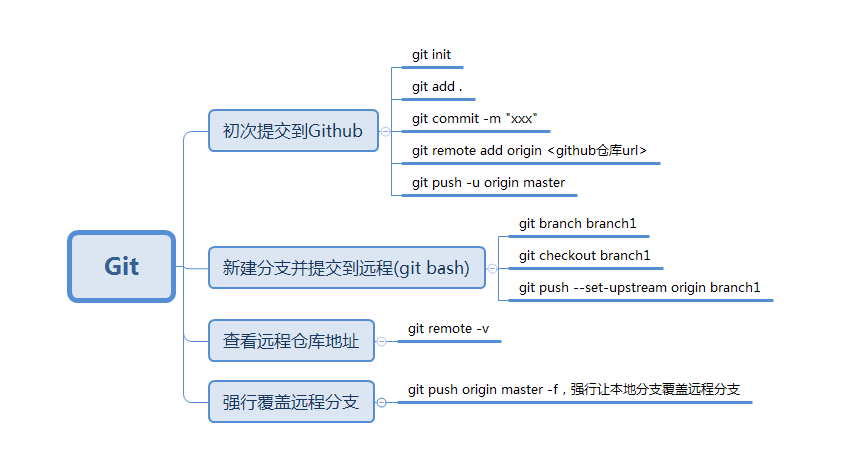 Git
初次提交到Github
git init
git add .
git commit -m "xxx"
git remote add origin <github仓库url>
git push -u origin master
新建分支并提交到远程(git bash)
git branch branch1
git checkout branch1
git push --set-upstream origin branch1
查看远程仓库地址
git remote -v
强行覆盖远程分支
git push origin master -f，强行让本地分支覆盖远程分支